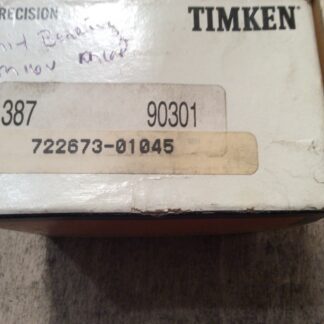 RECISION TIMKEN
Bearing
387 90301
722673-01045